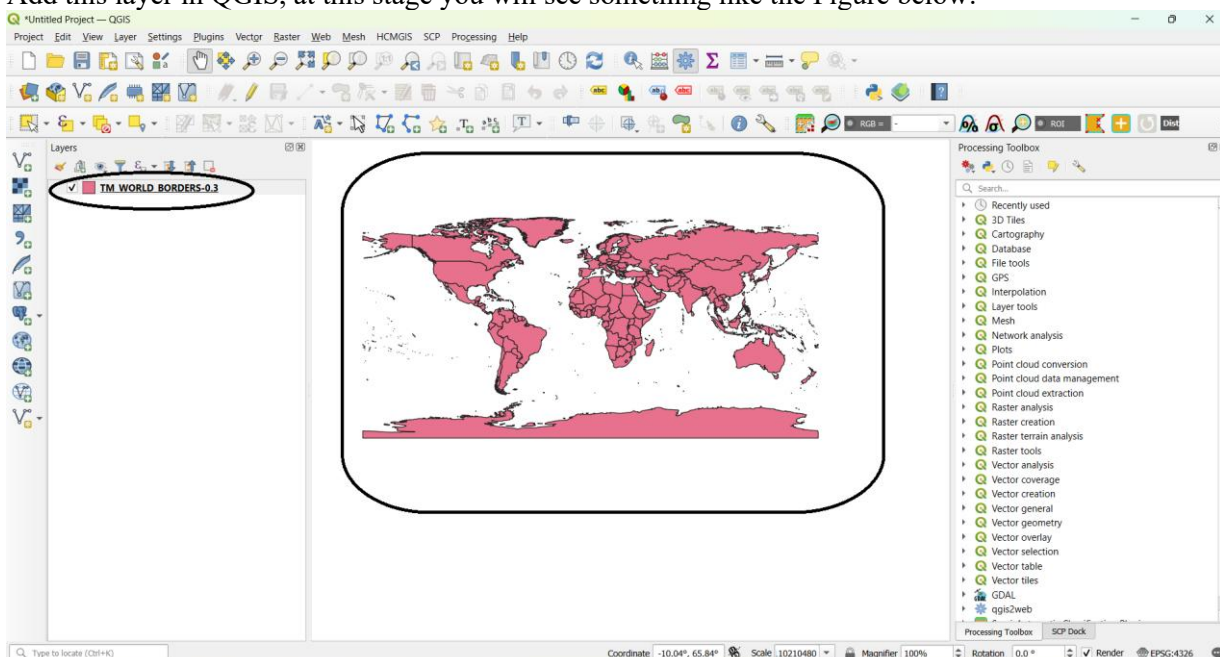 Add this layer in QGIS, at this stage you will see something like the Figure below.
*Untitled Project — QGIS
Project Edit View Layer Settings Plugins Vector Raster Web Mesh HCMGIS SCP Processing Help
RGB = -
ROI
Dist
Layers
TM WORLD BORDERS-0.3
Processing Toolbox
Search...
Recently used
3D Tiles
Cartography
Database
File tools
GPS
Interpolation
Layer tools
Mesh
Network analysis
Plots
Point cloud conversion
Point cloud data management
Point cloud extraction
Raster analysis
Raster creation
Raster terrain analysis
Raster tools
Vector analysis
Vector coverage
Vector creation
Vector general
Vector geometry
Vector overlay
Vector selection
Vector table
Vector tiles
GDAL
qgis2web
Processing Toolbox SCP Dock
Type to locate (Ctrl+K) Coordinate -10.04°, 65.84° Scale 10210480 Magnifier 100% Rotation 0.0 ° Render EPSG:4326